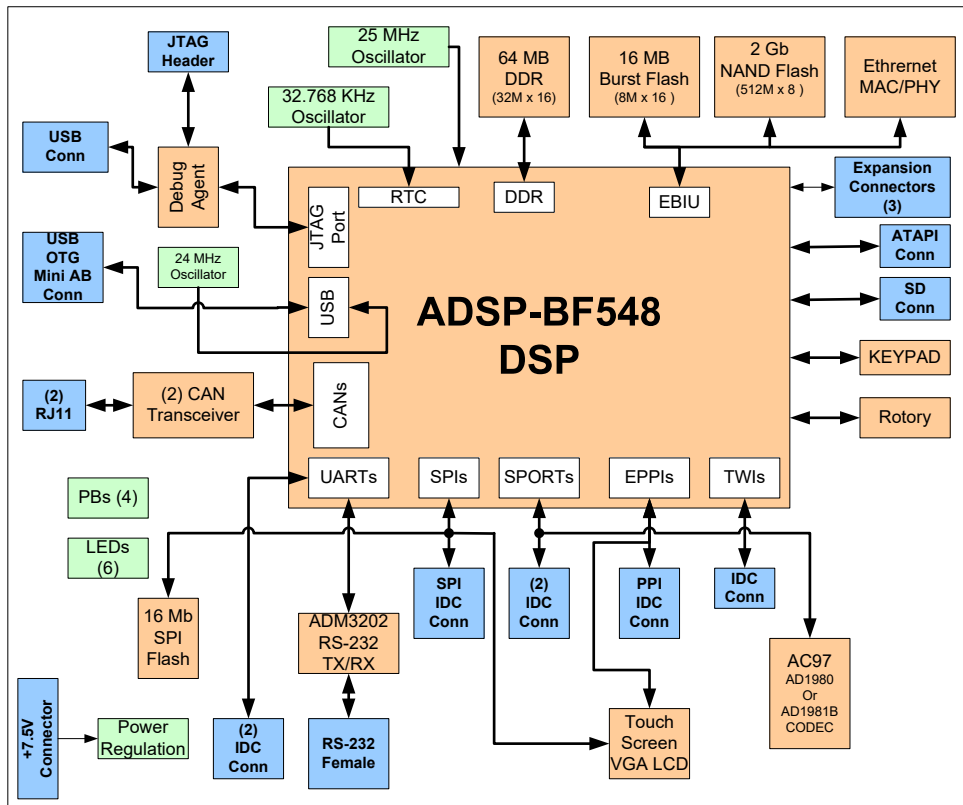 JTAG
Header
25 MHz
Oscillator
64 MB
DDR
(32M x 16)
16 MB
Burst Flash
(8M x 16 )
2 Gb
NAND Flash
(512M x 8 )
Ethrernet
MAC/PHY
32.768 KHz
Oscillator
USB
Conn
Debug
Agent
RTC
DDR
EBIU
Expansion
Connectors
(3)
JTAG
Port
USB
OTG
Mini AB
Conn
24 MHz
Oscillator
USB
ATAPI
Conn
SD
Conn
ADSP-BF548
DSP
KEYPAD
(2)
RJ11
(2) CAN
Transceiver
CANs
Rotory
UARTs
SPIs
SPORTs
EPPIs
TWIs
PBs (4)
LEDs
(6)
16 Mb
SPI
Flash
ADM3202
RS-232
TX/RX
SPI
IDC
Conn
(2)
IDC
Conn
PPI
IDC
Conn
IDC
Conn
AC97
AD1980
Or
AD1981B
CODEC
+7.5V
Connector
Power
Regulation
(2)
IDC
Conn
RS-232
Female
Touch
Screen
VGA LCD